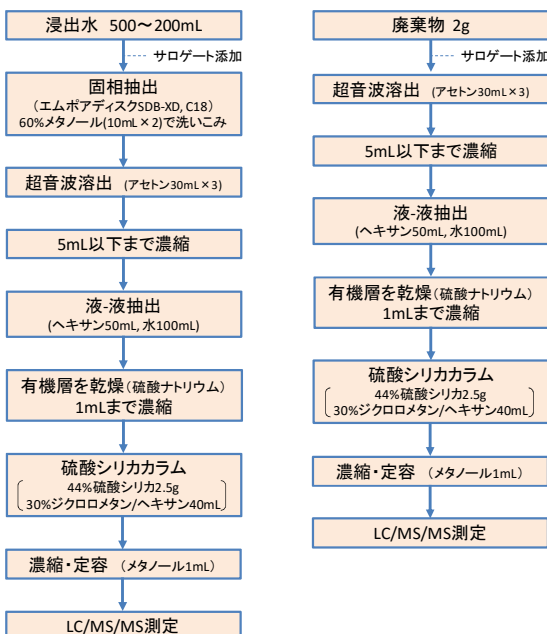 浸出水 500～200mL
サロゲート添加
固相抽出
（エムポアディスクSDB-XD, C18）
60%メタノール(10mL×2)で洗いこみ
超音波溶出 (アセトン30mL×3)
5mL以下まで濃縮
液-液抽出
(ヘキサン50mL, 水100mL)
有機層を乾燥(硫酸ナトリウム)
1mLまで濃縮
硫酸シリカカラム
44%硫酸シリカ2.5g
30%ジクロロメタン/ヘキサン40mL
濃縮・定容 （メタノール1mL）
LC/MS/MS測定
廃棄物 2g
サロゲート添加
超音波溶出 (アセトン30mL×3)
5mL以下まで濃縮
液-液抽出
(ヘキサン50mL, 水100mL)
有機層を乾燥(硫酸ナトリウム)
1mLまで濃縮
硫酸シリカカラム
44%硫酸シリカ2.5g
30%ジクロロメタン/ヘキサン40mL
濃縮・定容 （メタノール1mL）
LC/MS/MS測定